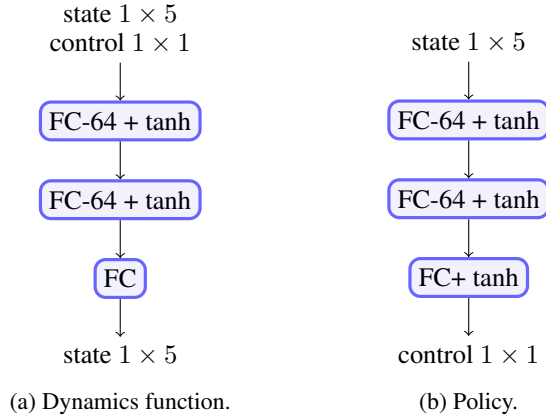 state 1 × 5
control 1 × 1
FC-64 + tanh
FC-64 + tanh
FC
state 1 × 5
(a) Dynamics function.
state 1 × 5
FC-64 + tanh
FC-64 + tanh
FC+ tanh
control 1 × 1
(b) Policy.